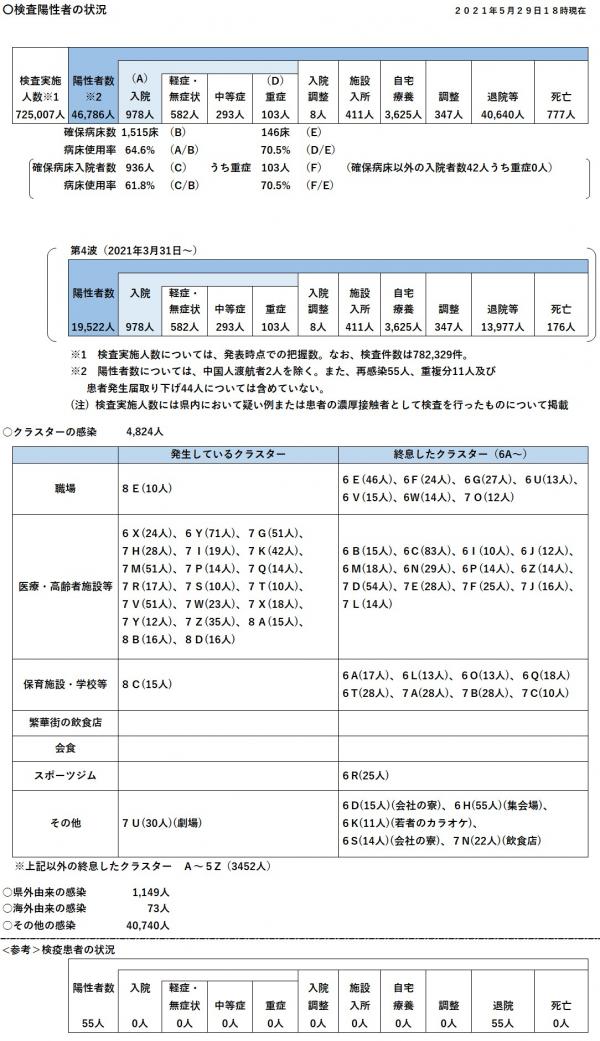 〇検査陽性者の状況
２０２１年５月２９日１８時現在
検査実施人数※1 陽性者数※2 （A）入院 軽症・無症状 中等症 （D）重症 入院調整 施設入所 自宅療養 調整 退院等 死亡
725,007人 46,786人 978人 582人 293人 103人 8人 411人 3,625人 347人 40,640人 777人
確保病床数 1,515床 （B） 146床 （E）
病床使用率 64.6% （A/B） 70.5% （D/E）
確保病床入院者数 936人 （C） うち重症 103人 （F） （確保病床以外の入院者数42人うち重症0人）
病床使用率 61.8% （C/B） 70.5% （F/E）
第4波（2021年3月31日～）
陽性者数 入院 軽症・無症状 中等症 重症 入院調整 施設入所 自宅療養 調整 退院等 死亡
19,522人 978人 582人 293人 103人 8人 411人 3,625人 347人 13,977人 176人
※1 検査実施人数については、発表時点での把握数。なお、検査件数は782,329件。
※2 陽性者数については、中国人渡航者2人を除く。また、再感染55人、重複分11人及び
患者発生届取り下げ44人については含めていない。
(注) 検査実施人数には県内において疑い例または患者の濃厚接触者として検査を行ったものについて掲載
○クラスターの感染 4,824人
発生しているクラスター 終息したクラスター（6A～）
職場
８Ｅ(10人)
６Ｅ(46人)、６Ｆ(24人)、６Ｇ(27人)、６Ｕ(13人)、
６Ｖ(15人)、６W(14人)、７Ｏ(12人)
医療・高齢者施設等
６Ｘ(24人)、６Ｙ(71人)、７Ｇ(51人)、
７Ｈ(28人)、７Ｉ(19人)、７Ｋ(42人)、
７Ｍ(51人)、７Ｐ(14人)、７Ｑ(14人)、
７Ｒ(17人)、７Ｓ(10人)、７Ｔ(10人)、
７Ｖ(51人)、７Ｗ(23人)、７Ｘ(18人)、
７Ｙ(12人)、７Ｚ(35人)、８Ａ(15人)、
８Ｂ(16人)、８Ｄ(16人)
６Ｂ(15人)、６Ｃ(83人)、６Ｉ(10人)、６Ｊ(12人)、
６Ｍ(18人)、６Ｎ(29人)、６Ｐ(14人)、６Ｚ(14人)、
７Ｄ(54人)、７Ｅ(28人)、７Ｆ(25人)、７Ｊ(16人)、
７Ｌ(14人)
保育施設・学校等
８Ｃ(15人)
６Ａ(17人)、６Ｌ(13人)、６Ｏ(13人)、６Ｑ(18人)
６Ｔ(28人)、７Ａ(28人)、７Ｂ(28人)、７Ｃ(10人)
繁華街の飲食店
会食
スポーツジム
６Ｒ(25人)
その他
７Ｕ(30人)(劇場)
６Ｄ(15人)(会社の寮)、６Ｈ(55人)(集会場)、
６Ｋ(11人)(若者のカラオケ)、
６Ｓ(14人)(会社の寮)、７Ｎ(22人)(飲食店)
※上記以外の終息したクラスター Ａ～５Ｚ（3452人）
○県外由来の感染 1,149人
○海外由来の感染 73人
○その他の感染 40,740人
<参考＞検疫患者の状況
陽性者数 入院 軽症・無症状 中等症 重症 入院調整 施設入所 自宅療養 調整 退院 死亡
55人 0人 0人 0人 0人 0人 0人 0人 0人 55人 0人